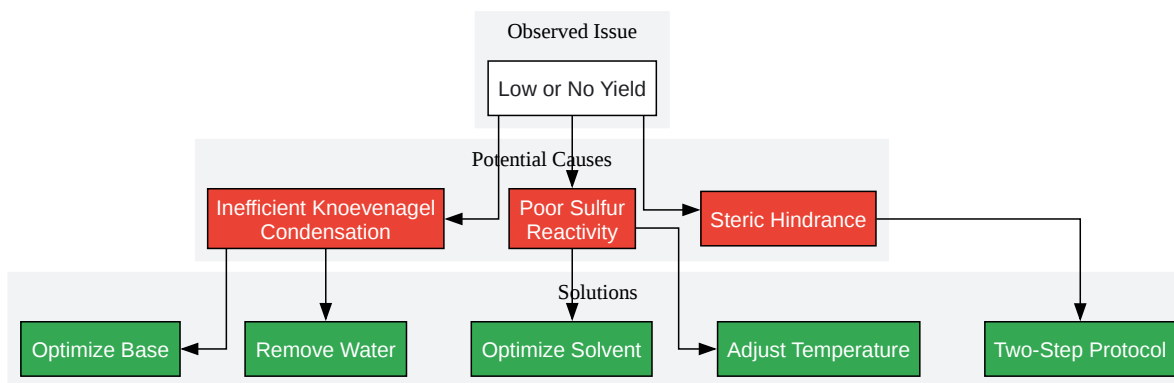 Observed Issue
Low or No Yield
Potential Causes
Inefficient Knoevenagel
Condensation
Poor Sulfur
Reactivity
Steric Hindrance
Solutions
Optimize Base
Remove Water
Optimize Solvent
Adjust Temperature
Two-Step Protocol